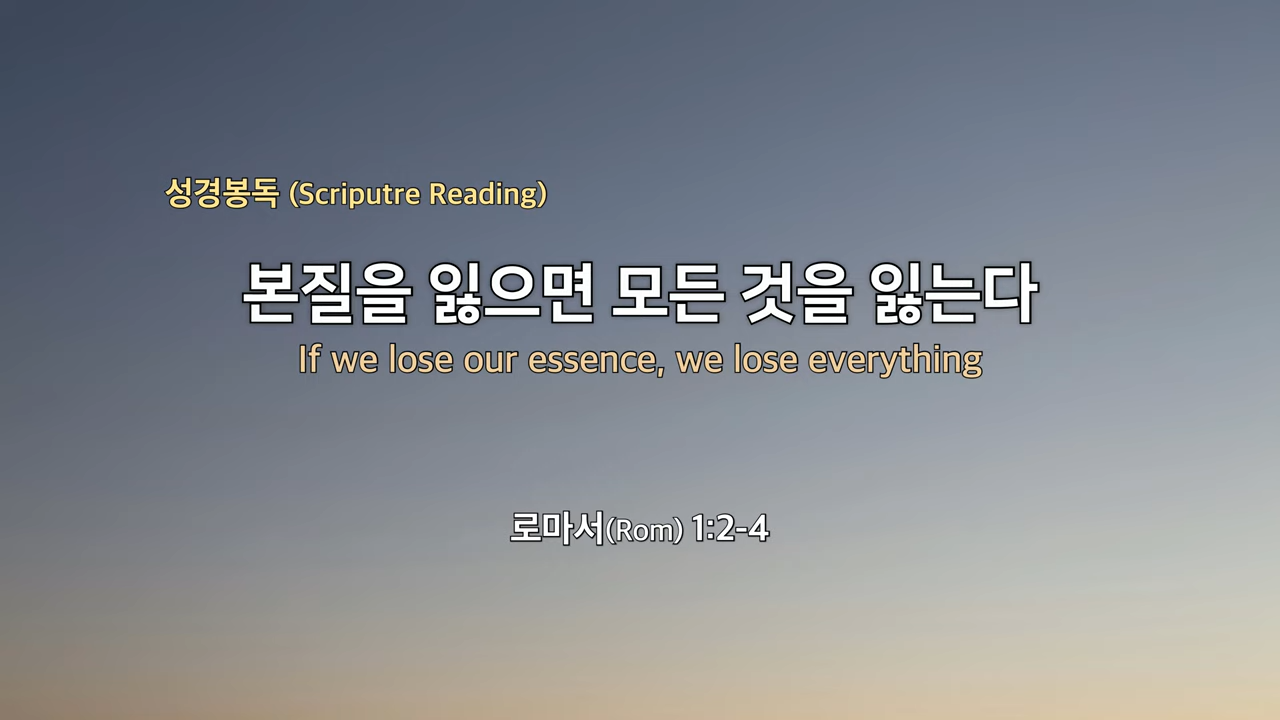 성경봉독 (Scriputre Reading)
본질을 잃으면 모든 것을 잃는다
If we lose our essence, we lose everything
로마서(Rom) 1:2-4